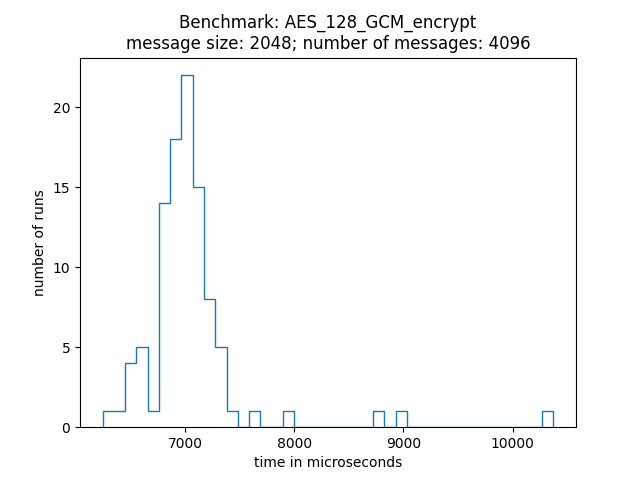 Benchmark: AES_128_GCM_encrypt
message size: 2048; number of messages: 4096
number of runs
20
15
10
5
0
7000 8000 9000 10000
time in microseconds